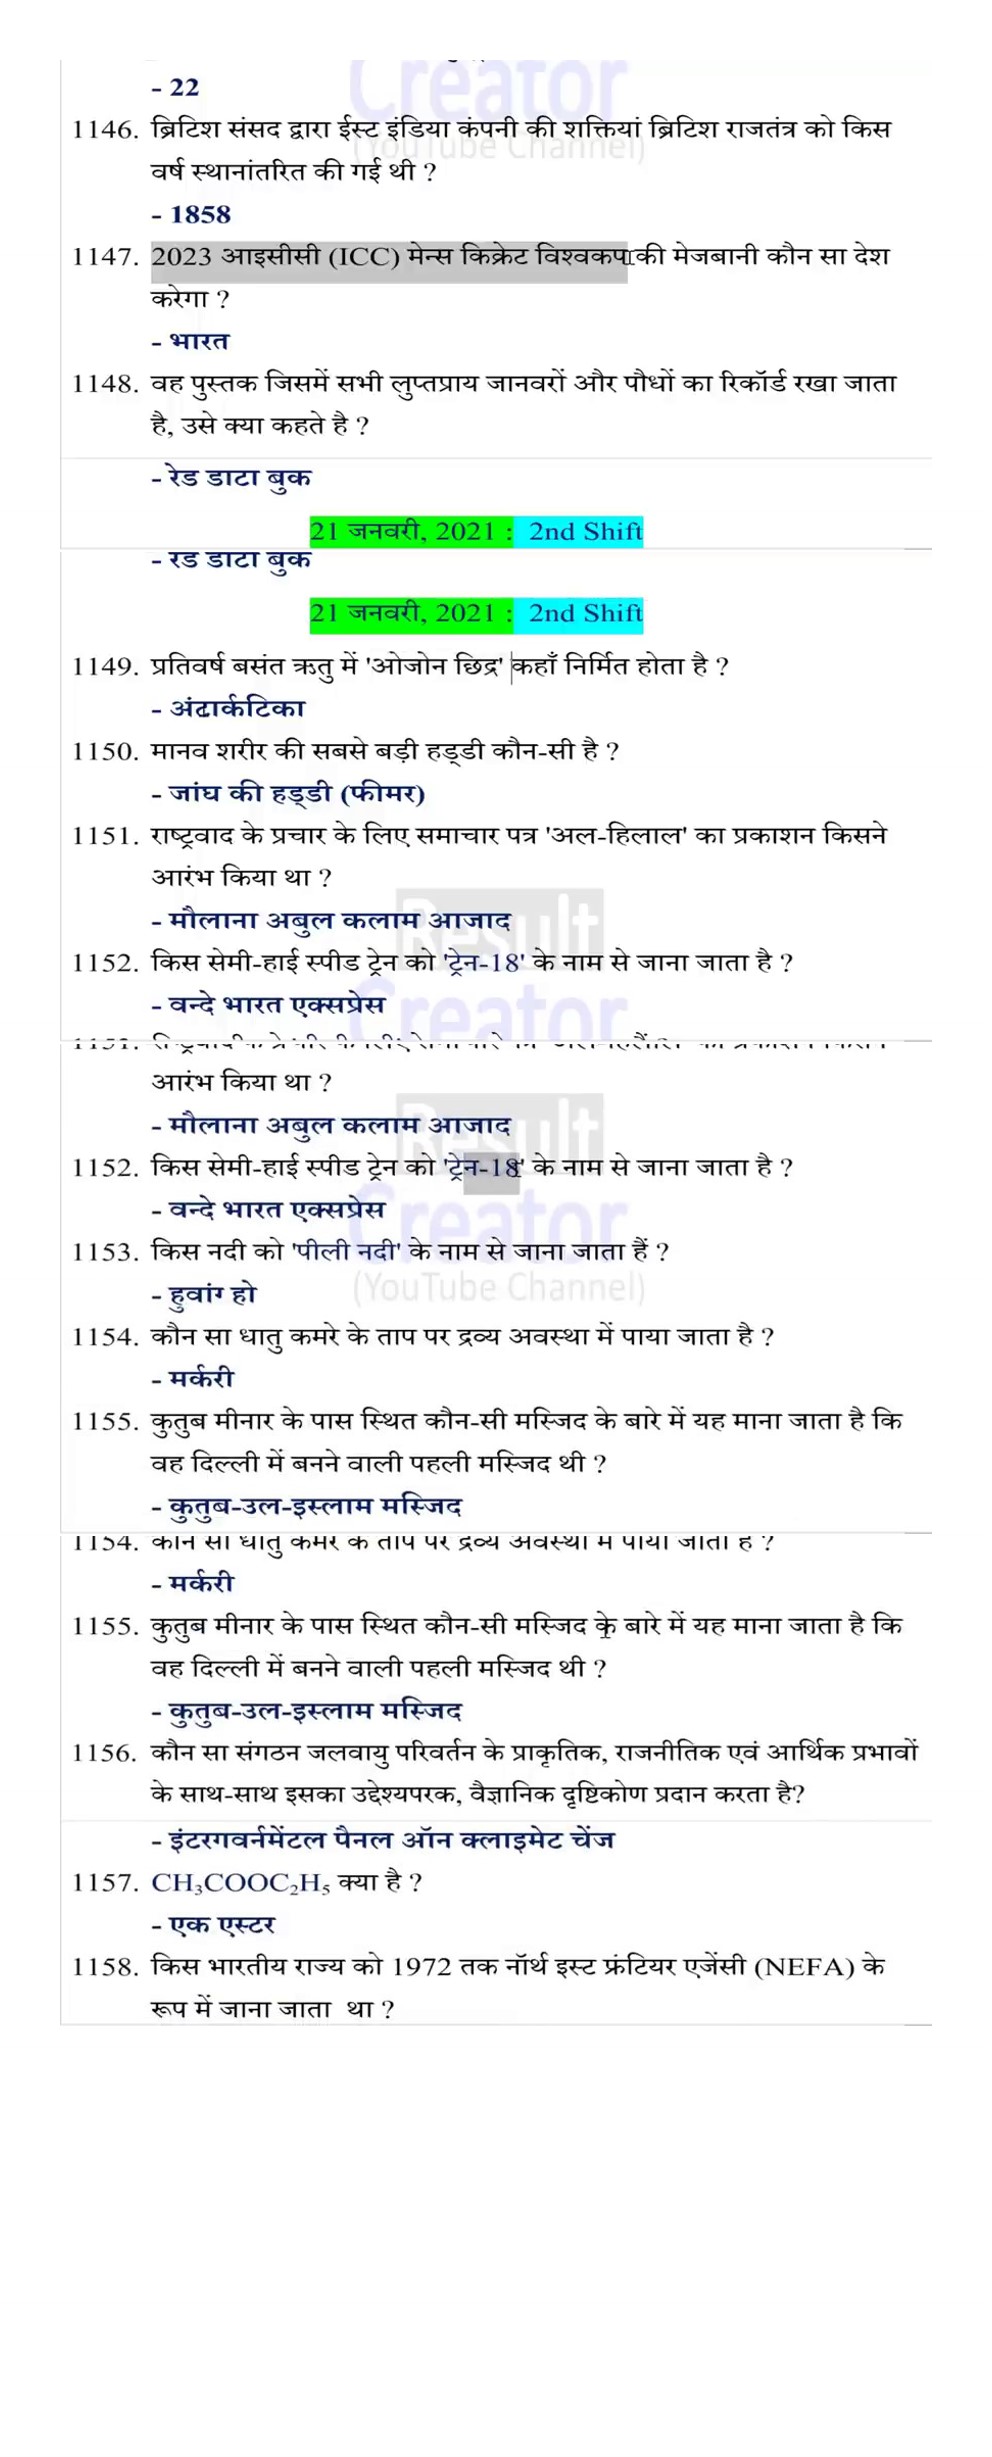 Creator
- 22
(YouTube Channel)
1146. ब्रिटिश संसद द्वारा ईस्ट इंडिया कंपनी की शक्तियां ब्रिटिश राजतंत्र को किस
वर्ष स्थानांतरित की गई थी ?
- 1858
1147. 2023 आइसीसी (ICC) मेन्स किक्रेट विश्वकप की मेजबानी कौन सा देश
करेगा ?
- भारत
1148. वह पुस्तक जिसमें सभी लुप्तप्राय जानवरों और पौधों का रिकॉर्ड रखा जाता
है, उसे क्या कहते है ?
- रेड डाटा बुक
21 जनवरी, 2021 : 2nd Shift
- रेड डाटा बुक
21 जनवरी, 2021 : 2nd Shift
1149. प्रतिवर्ष बसंत ऋतु में 'ओजोन छिद्र' कहाँ निर्मित होता है ?
- अंटार्कटिका
1150. मानव शरीर की सबसे बड़ी हड्डी कौन-सी है ?
- जांघ की हड्डी (फीमर)
1151. राष्ट्रवाद के प्रचार के लिए समाचार पत्र 'अल-हिलाल' का प्रकाशन किसने
आरंभ किया था ?
Result
- मौलाना अबुल कलाम आजाद
1152. किस सेमी-हाई स्पीड ट्रेन को 'ट्रेन-18' के नाम से जाना जाता है ?
- वन्दे भारत एक्सप्रेस
Creator
आरंभ किया था ?
Result
- मौलाना अबुल कलाम आजाद
1152. किस सेमी-हाई स्पीड ट्रेन को 'ट्रेन-18' के नाम से जाना जाता है ?
- वन्दे भारत एक्सप्रेस
Creator
1153. किस नदी को 'पीली नदी' के नाम से जाना जाता हैं ?
(YouTube Channel)
- हुवांग हो
1154. कौन सा धातु कमरे के ताप पर द्रव्य अवस्था में पाया जाता है ?
- मर्करी
1155. कुतुब मीनार के पास स्थित कौन-सी मस्जिद के बारे में यह माना जाता है कि
वह दिल्ली में बनने वाली पहली मस्जिद थी ?
- कुतुब-उल-इस्लाम मस्जिद
1154. कौन सा धातु कमरे के ताप पर द्रव्य अवस्था में पाया जाता है ?
- मर्करी
1155. कुतुब मीनार के पास स्थित कौन-सी मस्जिद के बारे में यह माना जाता है कि
वह दिल्ली में बनने वाली पहली मस्जिद थी ?
- कुतुब-उल-इस्लाम मस्जिद
1156. कौन सा संगठन जलवायु परिवर्तन के प्राकृतिक, राजनीतिक एवं आर्थिक प्रभावों
के साथ-साथ इसका उद्देश्यपरक, वैज्ञानिक दृष्टिकोण प्रदान करता है?
- इंटरगवर्नमेंटल पैनल ऑन क्लाइमेट चेंज
1157. CH₃COOC₂H₅ क्या है ?
- एक एस्टर
1158. किस भारतीय राज्य को 1972 तक नॉर्थ इस्ट फ्रंटियर एजेंसी (NEFA) के
रूप में जाना जाता था ?